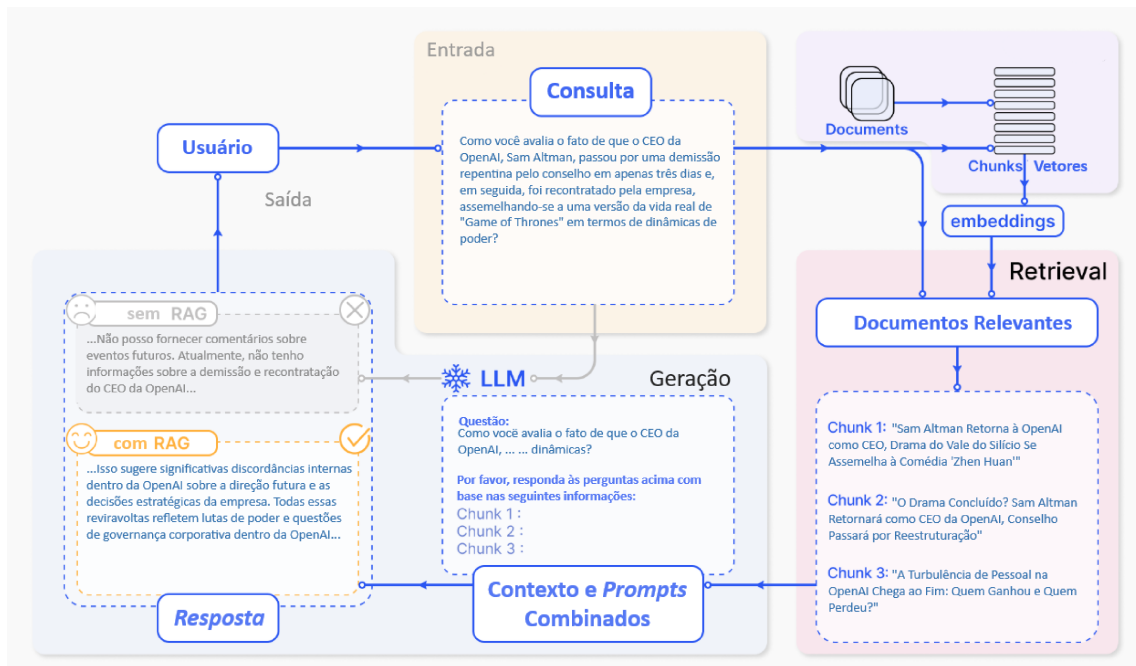 Entrada
Consulta
Como você avalia o fato de que o CEO da
OpenAI, Sam Altman, passou por uma demissão
repentina pelo conselho em apenas três dias e,
em seguida, foi recontratado pela empresa,
assemelhando-se a uma versão da vida real de
"Game of Thrones" em termos de dinâmicas de
poder?
Usuário
Saída
Documents
Chunks Vetores
embeddings
Retrieval
Documentos Relevantes
Chunk 1: "Sam Altman Retorna à OpenAI
como CEO, Drama do Vale do Silício Se
Assemelha à Comédia 'Zhen Huan'"
Chunk 2: "O Drama Concluído? Sam Altman
Retornará como CEO da OpenAI, Conselho
Passará por Reestruturação"
Chunk 3: "A Turbulência de Pessoal na
OpenAI Chega ao Fim: Quem Ganhou e Quem
Perdeu?"
LLM
Geração
Questão:
Como você avalia o fato de que o CEO da
OpenAI, ... ... dinâmicas?
Por favor, responda às perguntas acima com
base nas seguintes informações:
Chunk 1 :
Chunk 2 :
Chunk 3 :
Contexto e Prompts
Combinados
sem RAG
...Não posso fornecer comentários sobre
eventos futuros. Atualmente, não tenho
informações sobre a demissão e recontratação
do CEO da OpenAI...
com RAG
...Isso sugere significativas discordâncias internas
dentro da OpenAI sobre a direção futura e as
decisões estratégicas da empresa. Todas essas
reviravoltas refletem lutas de poder e questões
de governança corporativa dentro da OpenAI...
Resposta